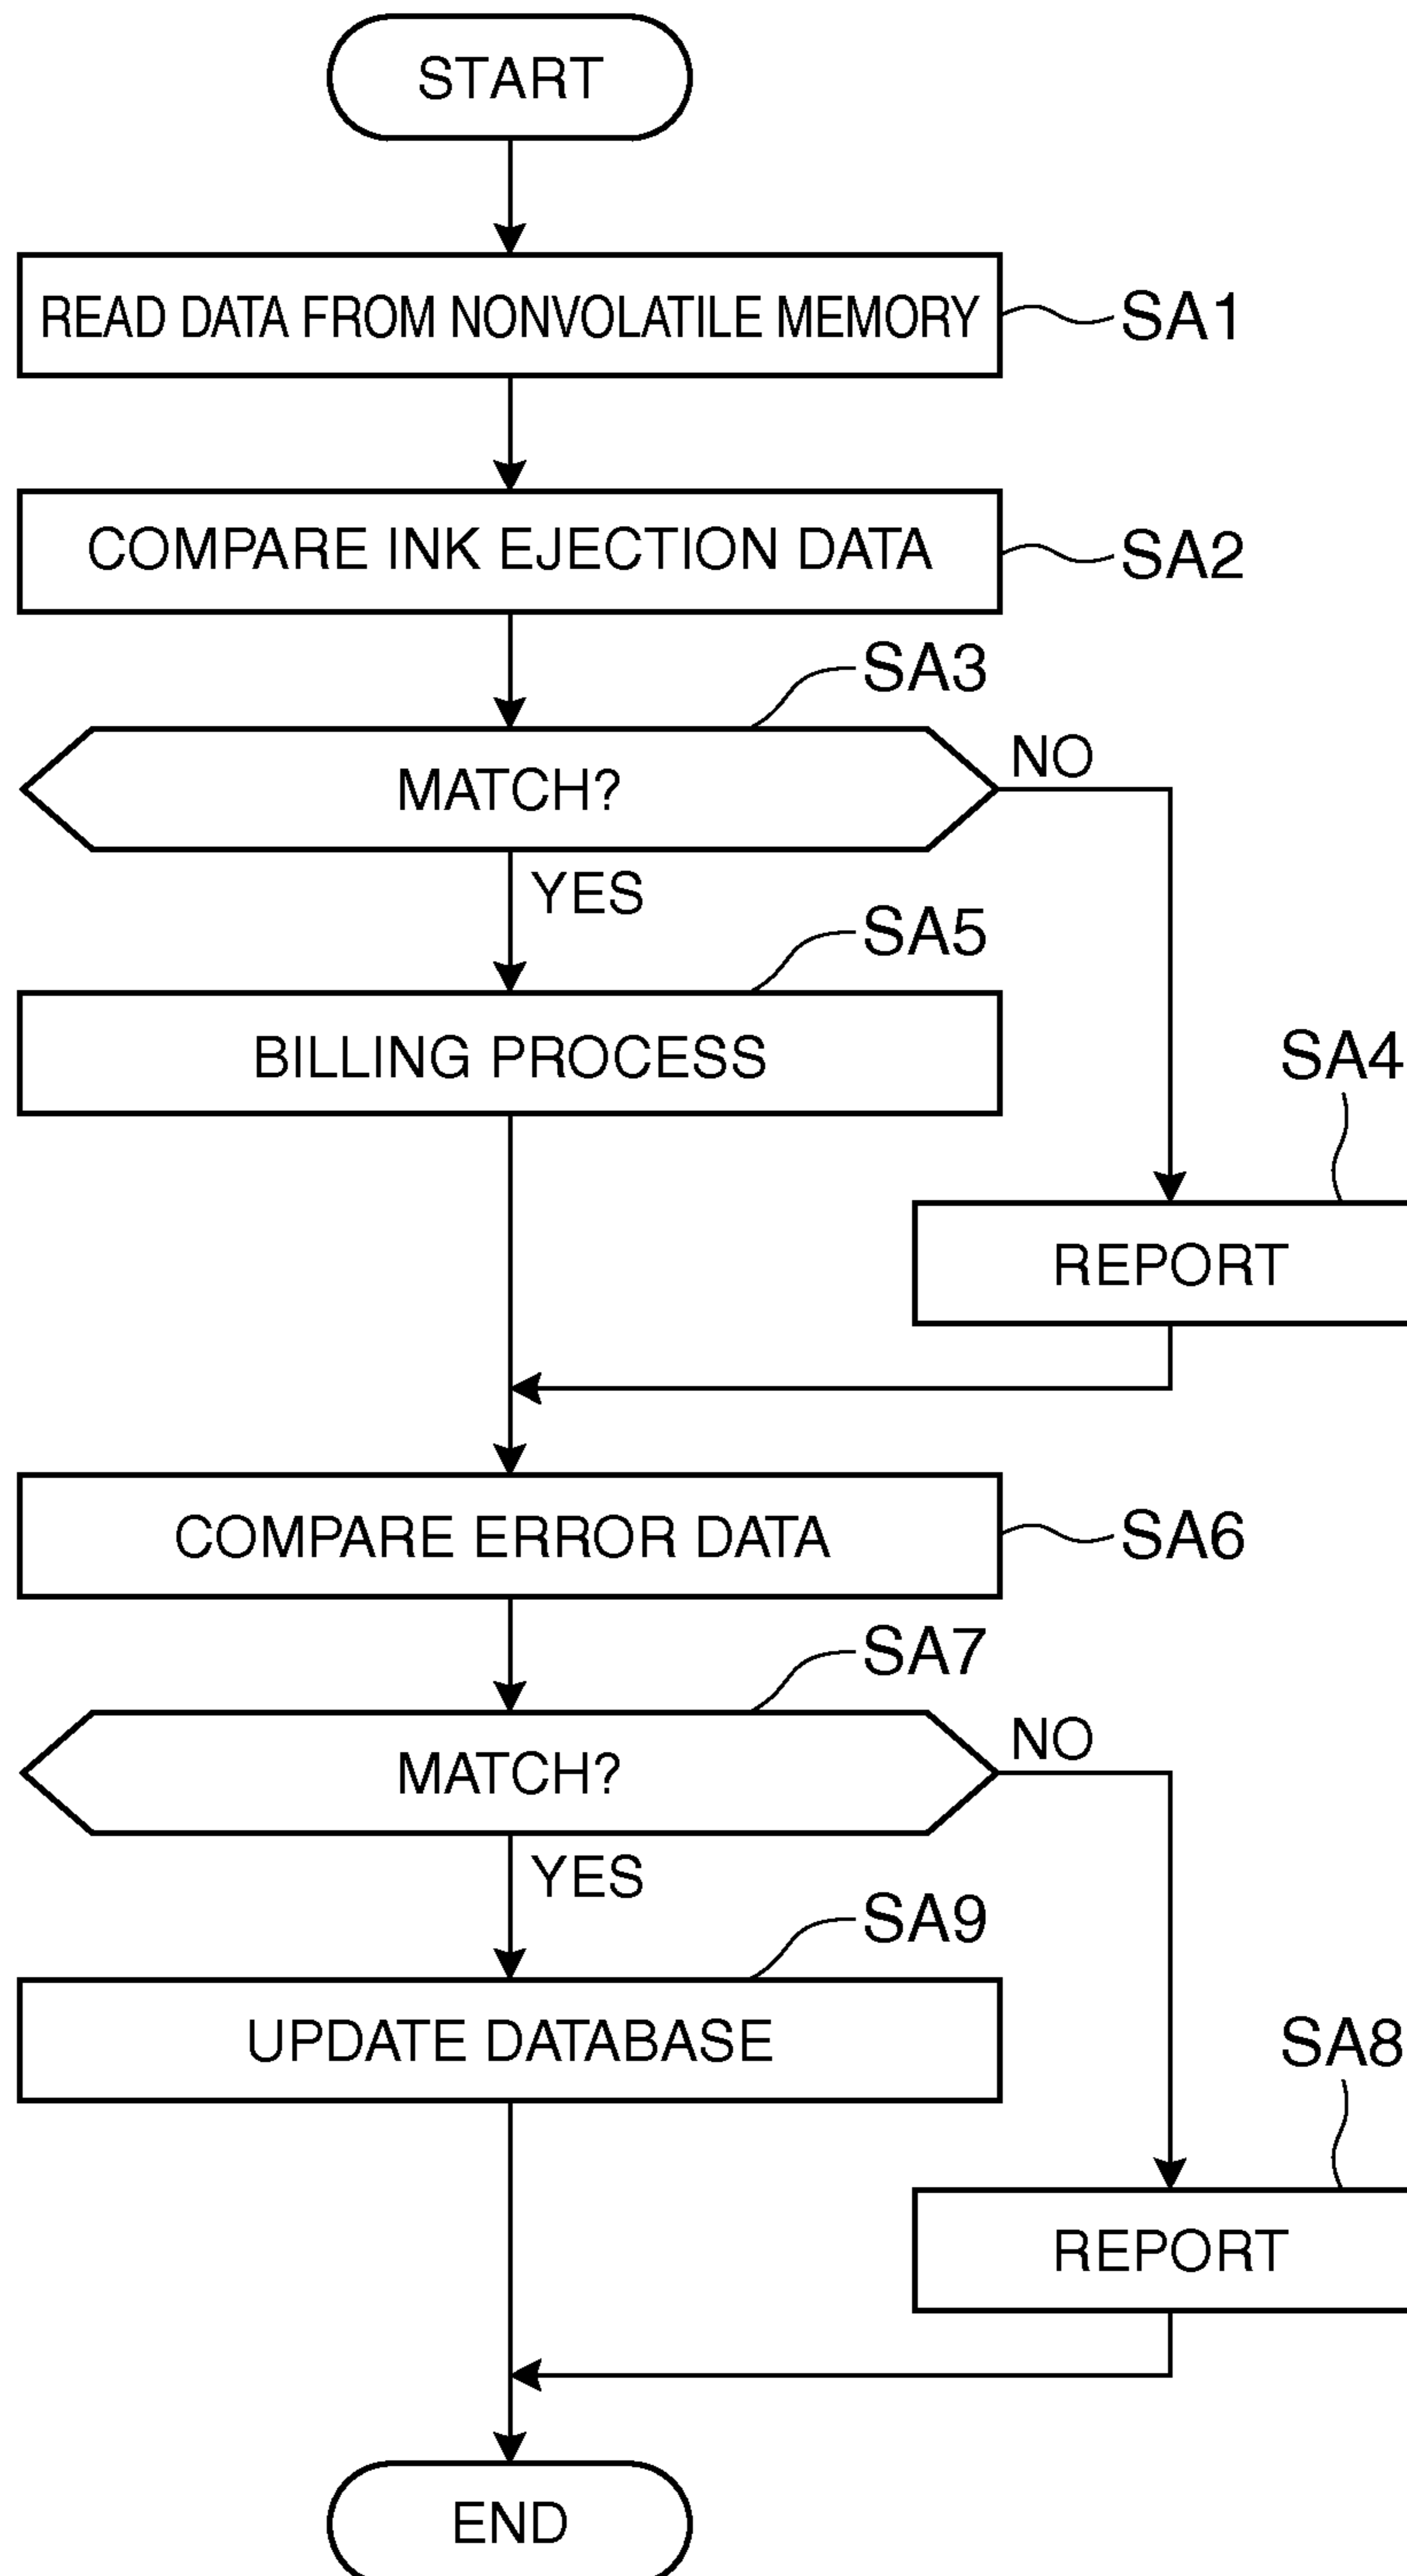 START
READ DATA FROM NONVOLATILE MEMORY
SA1
COMPARE INK EJECTION DATA
SA2
SA3
MATCH?
NO
YES
SA5
BILLING PROCESS
SA4
REPORT
COMPARE ERROR DATA
SA6
SA7
MATCH?
NO
YES
SA9
UPDATE DATABASE
SA8
REPORT
END